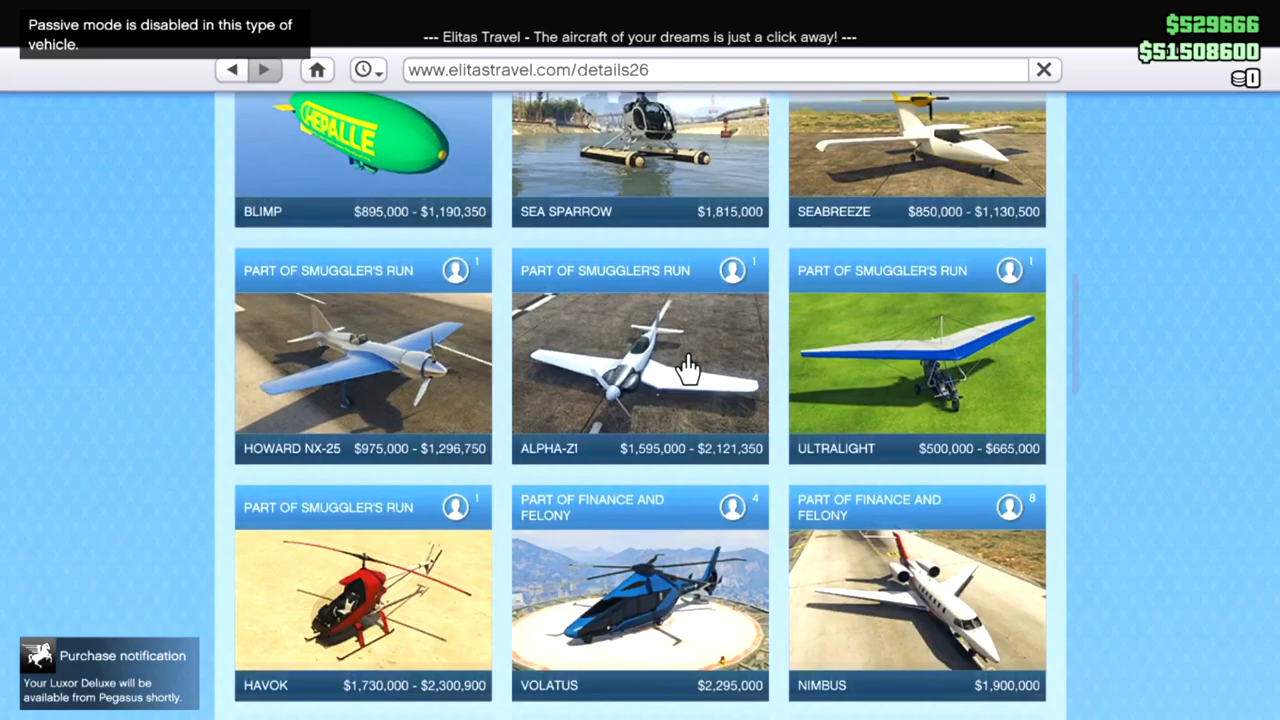 Passive mode is disabled in this type of
vehicle.
--- Elitas Travel - The aircraft of your dreams is just a click away! ---
$529666
$51508600
0
www.elitastravel.com/details26
HEPALLE
BLIMP $895,000 - $1,190,350
SEA SPARROW $1,815,000
SEABREEZE $850,000 - $1,130,500
PART OF SMUGGLER'S RUN 1
PART OF SMUGGLER'S RUN 1
PART OF SMUGGLER'S RUN 1
HOWARD NX-25 $975,000 - $1,296,750
ALPHA-Z1 $1,595,000 - $2,121,350
ULTRALIGHT $500,000 - $665,000
PART OF SMUGGLER'S RUN 1
PART OF FINANCE AND
FELONY 4
PART OF FINANCE AND
FELONY 8
HAVOK $1,730,000 - $2,300,900
VOLATUS $2,295,000
NIMBUS $1,900,000
Purchase notification
Your Luxor Deluxe will be
available from Pegasus shortly.